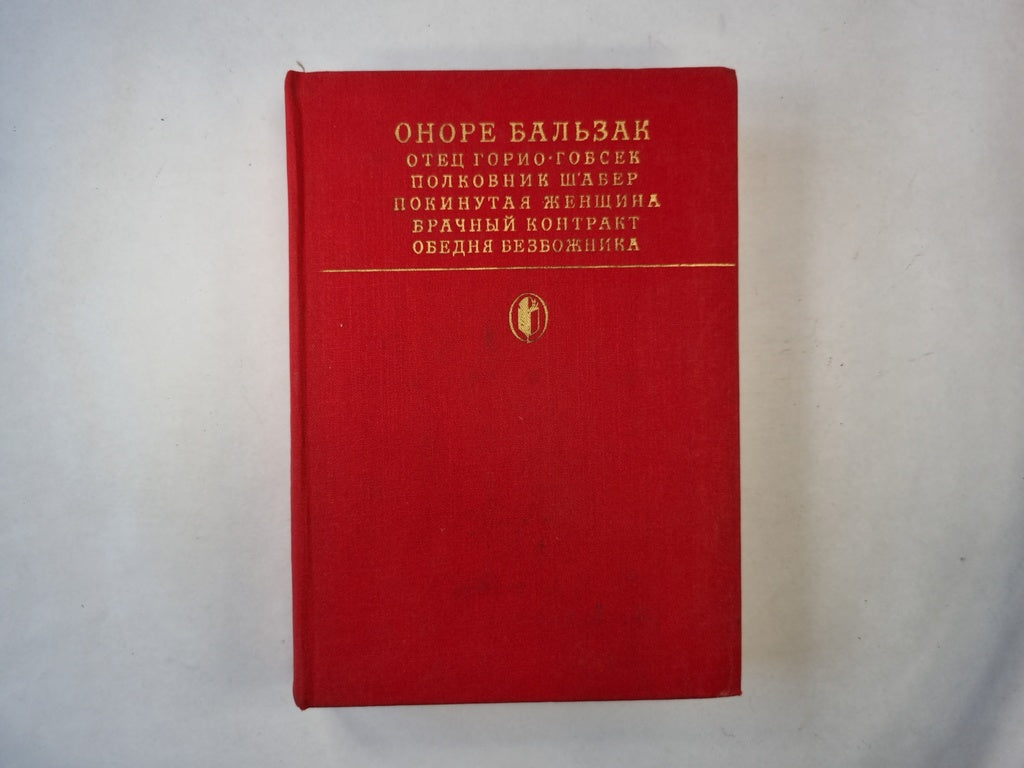 ОНОРЕ БАЛЬЗАК
ОТЕЦ ГОРИО·ГОБСЕК
ПОЛКОВНИК ШАБЕР
ПОКИНУТАЯ ЖЕНЩИНА
БРАЧНЫЙ КОНТРАКТ
ОБЕДНЯ БЕЗБОЖНИКА